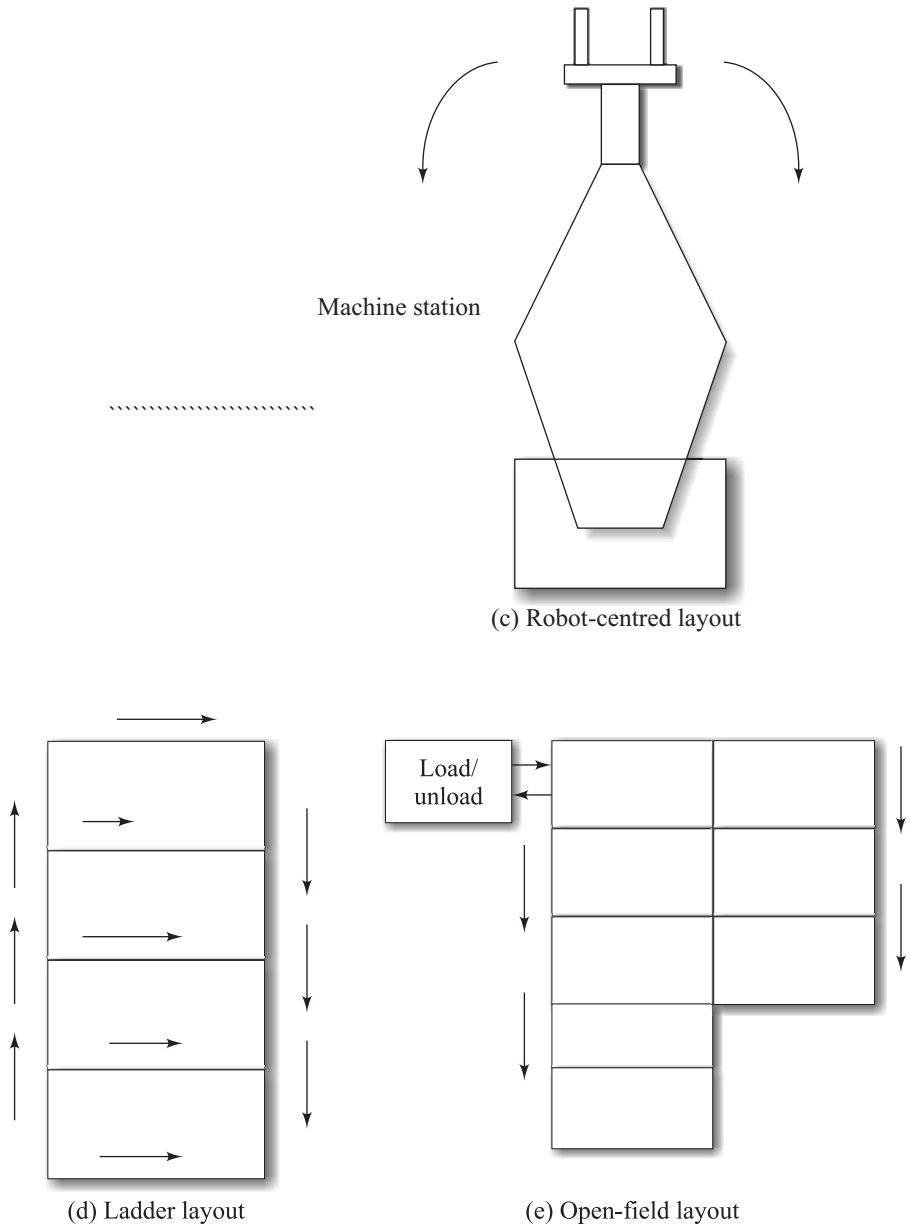 Machine station
(c) Robot-centred layout
Load/
unload
(d) Ladder layout
(e) Open-field layout